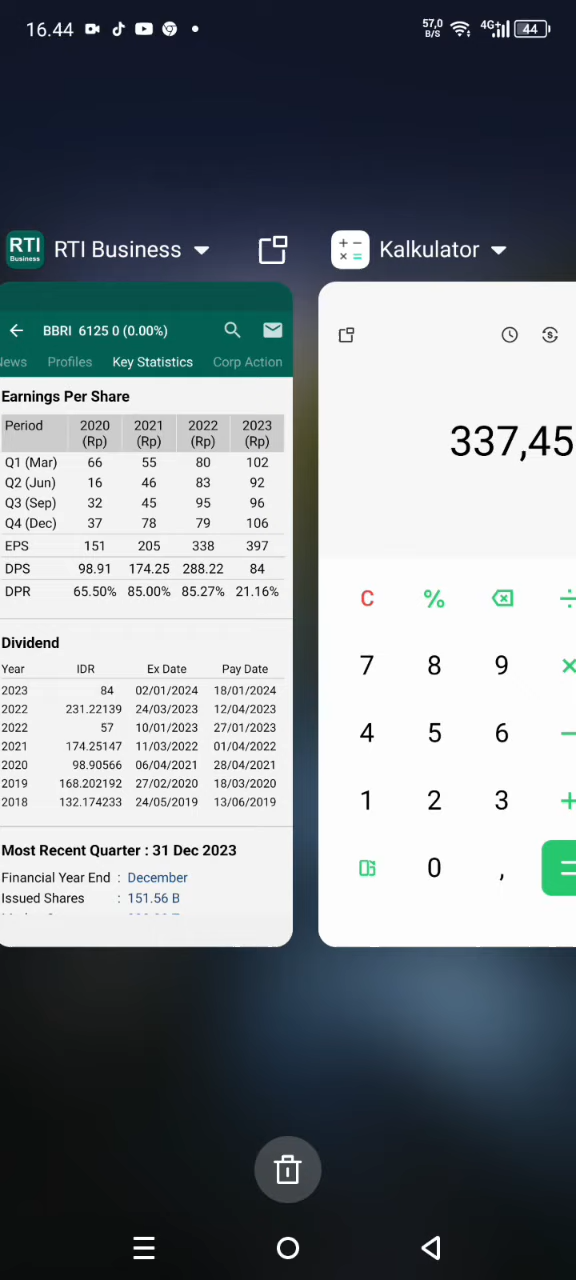 16.44 57,0 B/S 4G+ 44
RTI Business RTI Business Kalkulator
BBRI 6125 0 (0.00%)
News Profiles Key Statistics Corp Action
Earnings Per Share
Period 2020 (Rp) 2021 (Rp) 2022 (Rp) 2023 (Rp)
Q1 (Mar) 66 55 80 102
Q2 (Jun) 16 46 83 92
Q3 (Sep) 32 45 95 96
Q4 (Dec) 37 78 79 106
EPS 151 205 338 397
DPS 98.91 174.25 288.22 84
DPR 65.50% 85.00% 85.27% 21.16%
Dividend
Year IDR Ex Date Pay Date
2023 84 02/01/2024 18/01/2024
2022 231.22139 24/03/2023 12/04/2023
2022 57 10/01/2023 27/01/2023
2021 174.25147 11/03/2022 01/04/2022
2020 98.90566 06/04/2021 28/04/2021
2019 168.202192 27/02/2020 18/03/2020
2018 132.174233 24/05/2019 13/06/2019
Most Recent Quarter : 31 Dec 2023
Financial Year End : December
Issued Shares : 151.56 B
337,45
C % ÷
7 8 9 ×
4 5 6 −
1 2 3 +
0 , =